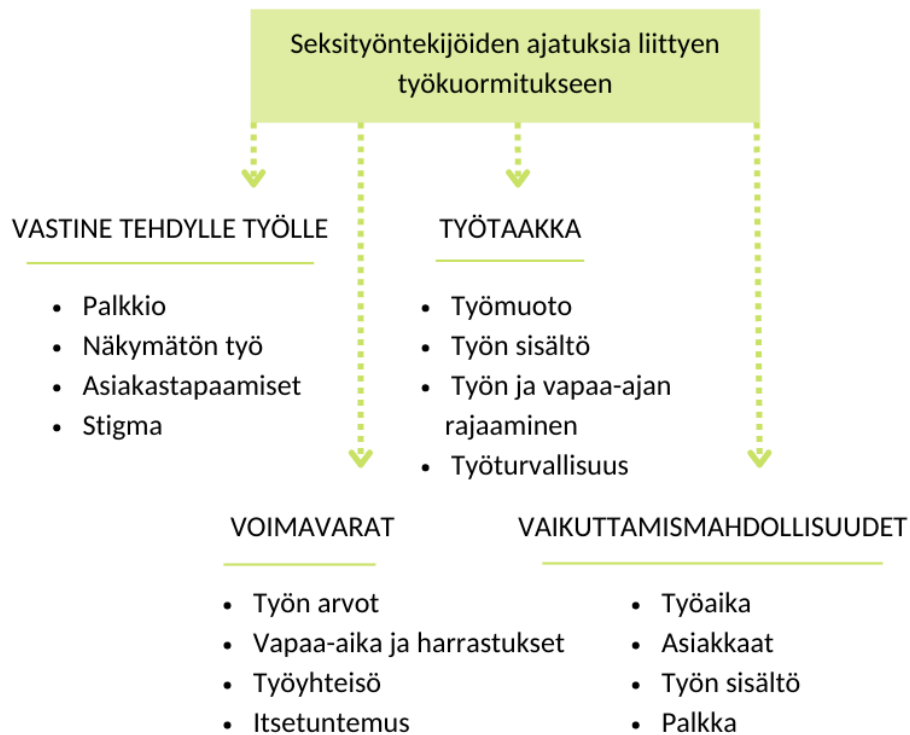 Seksityöntekijöiden ajatuksia liittyen
työkuormitukseen
VASTINE TEHDYLLE TYÖLLE
• Palkkio
• Näkymätön työ
• Asiakastapaamiset
• Stigma
TYÖTAAKKA
• Työmuoto
• Työn sisältö
• Työn ja vapaa-ajan
rajaaminen
• Työturvallisuus
VOIMAVARAT
• Työn arvot
• Vapaa-aika ja harrastukset
• Työyhteisö
• Itsetuntemus
VAIKUTTAMISMAHDOLLISUUDET
• Työaika
• Asiakkaat
• Työn sisältö
• Palkka